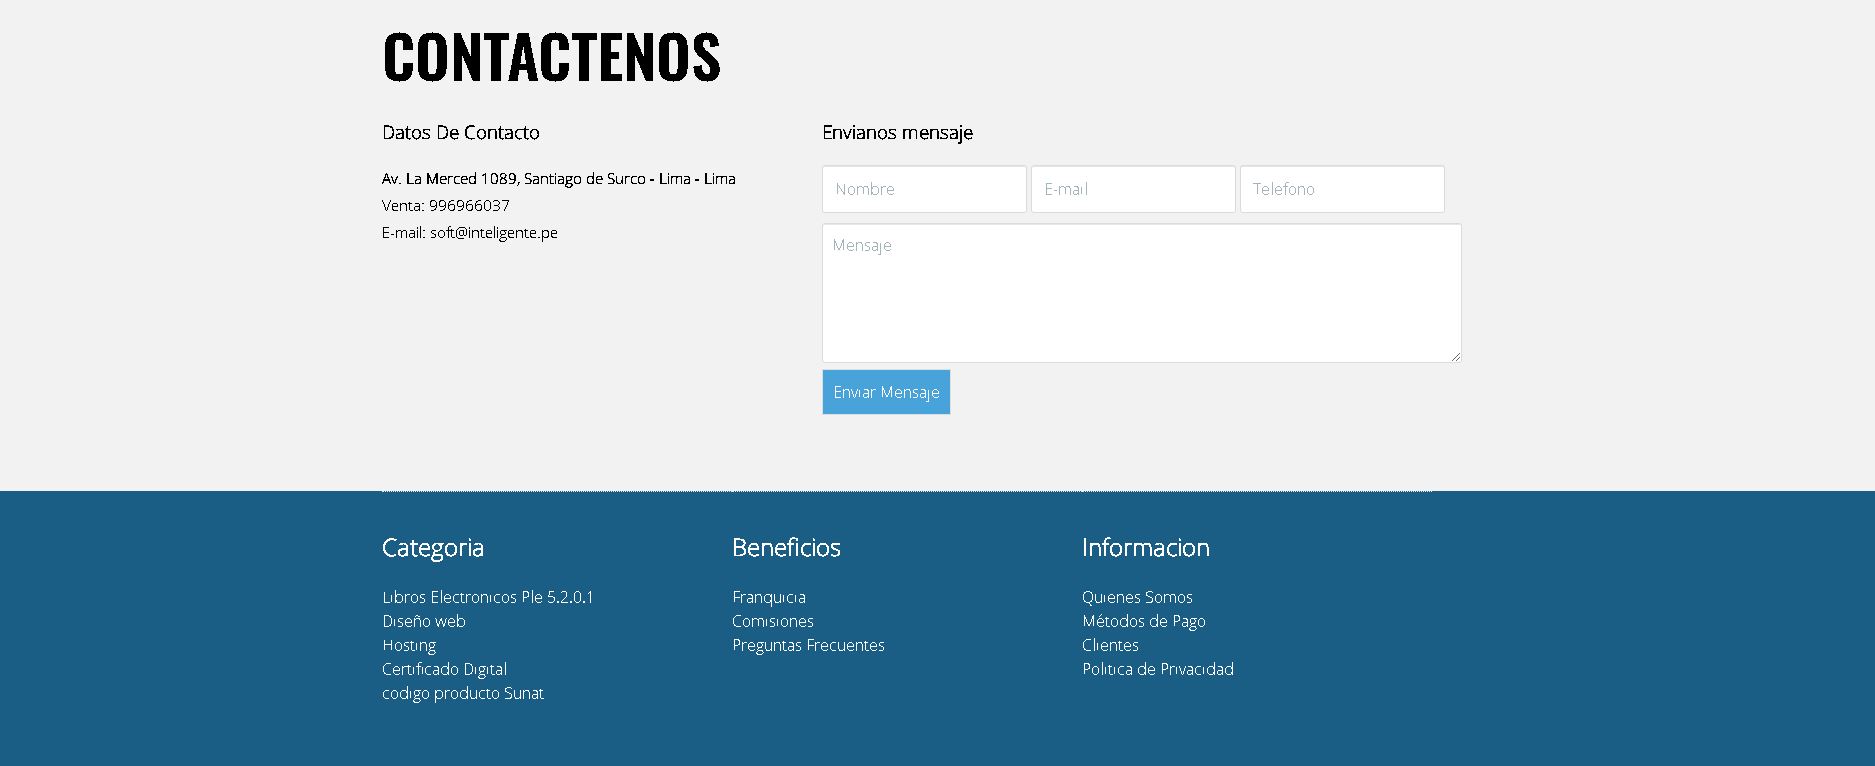 CONTACTENOS
Datos De Contacto
Av. La Merced 1089, Santiago de Surco - Lima - Lima
Venta: 996966037
E-mail: soft@inteligente.pe
Envianos mensaje
Nombre
E-mail
Telefono
Mensaje
Enviar Mensaje
Categoria
Libros Electronicos Ple 5.2.0.1
Diseño web
Hosting
Certificado Digital
codigo producto Sunat
Beneficios
Franquicia
Comisiones
Preguntas Frecuentes
Informacion
Quienes Somos
Métodos de Pago
Clientes
Politica de Privacidad